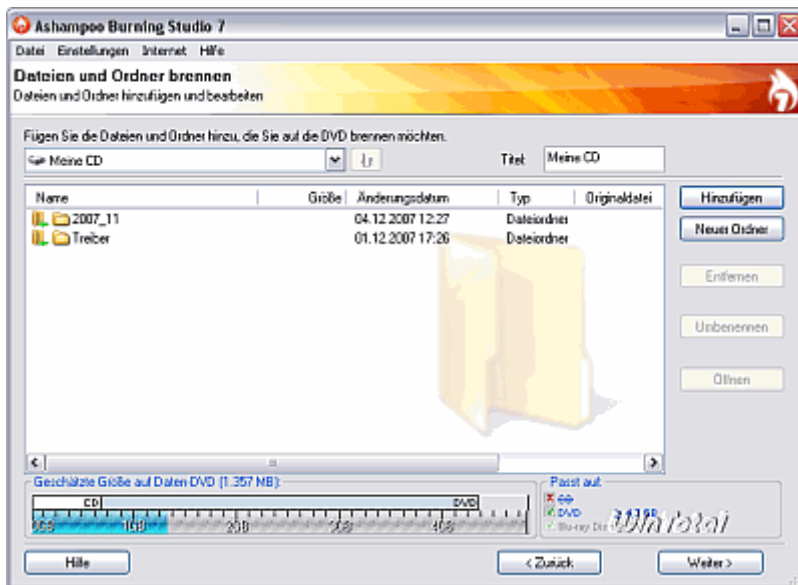 Ashampoo Burning Studio 7
Datei Einstellungen Internet Hilfe
Dateien und Ordner brennen
Dateien und Ordner hinzufügen und bearbeiten
Fügen Sie die Dateien und Ordner hinzu, die Sie auf die DVD brennen möchten.
Meine CD Titel: Meine CD
Name Größe Änderungsdatum Typ Originaldatei
2007_11 04.12.2007 12:27 Dateiordner
Treiber 01.12.2007 17:26 Dateiordner
Hinzufügen
Neuer Ordner
Entfernen
Umbenennen
Öffnen
Geschätzte Größe auf Daten DVD (1.357 MB):
CD DVD
0GB 1GB 2GB 3GB 4GB
Passt auf:
CD
DVD
Blu-ray
WinTotal
Hilfe < Zurück Weiter >